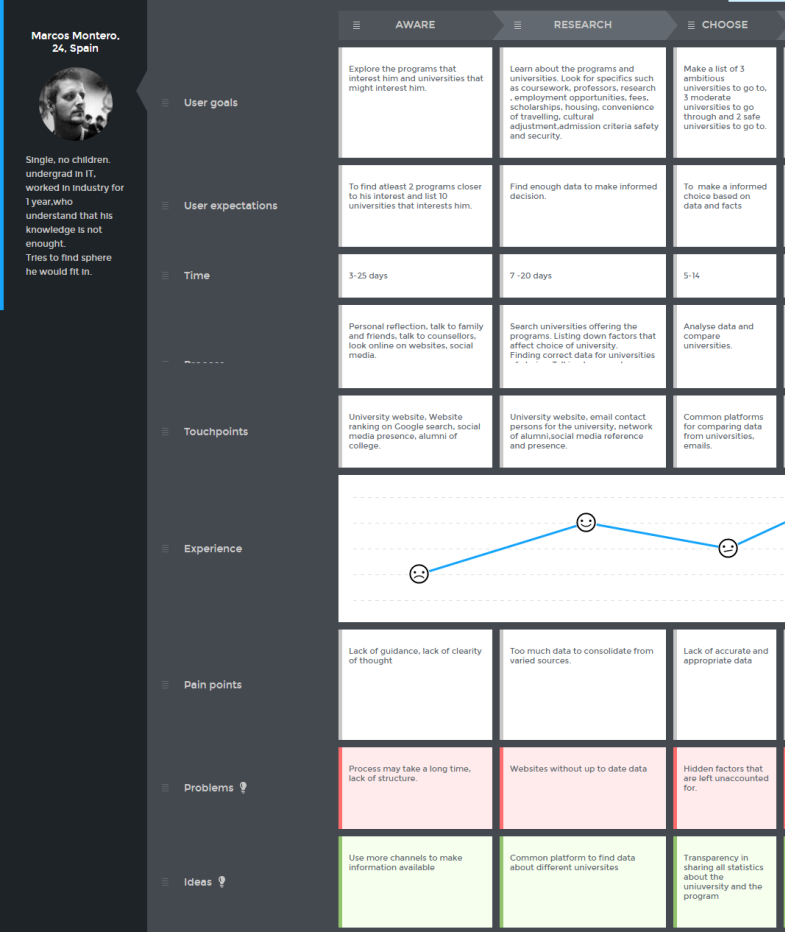 Marcos Montero,
24, Spain
Single, no children.
undergrad in IT,
worked in industry for
1 year,who
understand that his
knowledge is not
enought.
Tries to find sphere
he would fit in.
AWARE
RESEARCH
CHOOSE
User goals
Explore the programs that
interest him and universities that
might interest him.
Learn about the programs and
universities. Look for specifics such
as coursework, professors, research
, employment opportunities, fees,
scholarships, housing, convenience
of travelling, cultural
adjustment,admission criteria safety
and security.
Make a list of 3
ambitious
universities to go to,
3 moderate
universities to go
through and 2 safe
universities to go to.
User expectations
To find atleast 2 programs closer
to his interest and list 10
universities that interests him.
Find enough data to make informed
decision.
To make a informed
choice based on
data and facts
Time
3-25 days
7 -20 days
5-14
Personal reflection, talk to family
and friends, talk to counsellors,
look online on websites, social
media.
Search universities offering the
programs. Listing down factors that
affect choice of university.
Finding correct data for universities
Analyse data and
compare
universities.
Touchpoints
University website, Website
ranking on Google search, social
media presence, alumni of
college.
University website, email contact
persons for the university, network
of alumni,social media reference
and presence.
Common platforms
for comparing data
from universities,
emails.
Experience
Pain points
Lack of guidance, lack of clearity
of thought
Too much data to consolidate from
varied sources.
Lack of accurate and
appropriate data
Problems
Process may take a long time,
lack of structure.
Websites without up to date data
Hidden factors that
are left unaccounted
for.
Ideas
Use more channels to make
information available
Common platform to find data
about different universites
Transparency in
sharing all statistics
about the
uniuversity and the
program